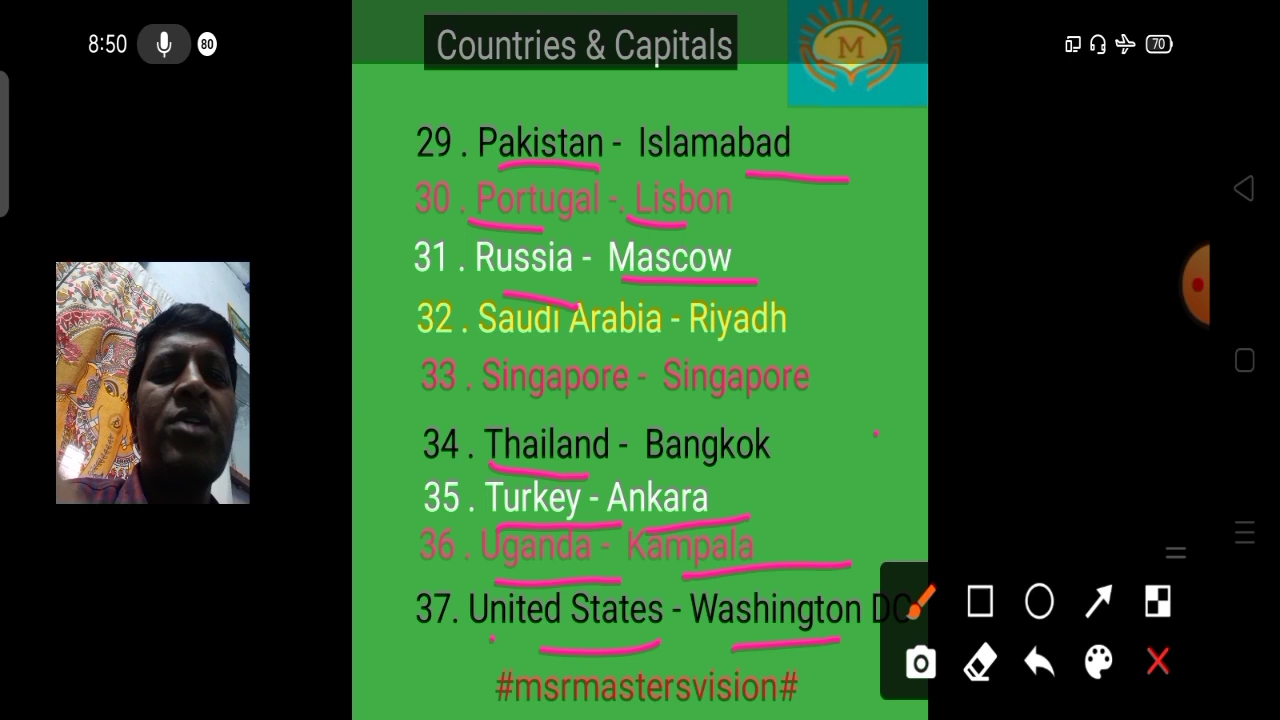 8:50
80
70
Countries & Capitals
M
29 . Pakistan - Islamabad
30 . Portugal -. Lisbon
31 . Russia - Mascow
32 . Saudi Arabia - Riyadh
33 . Singapore - Singapore
34 . Thailand - Bangkok
35 . Turkey - Ankara
36 . Uganda - Kampala
37. United States - Washington DC
#msrmastersvision#